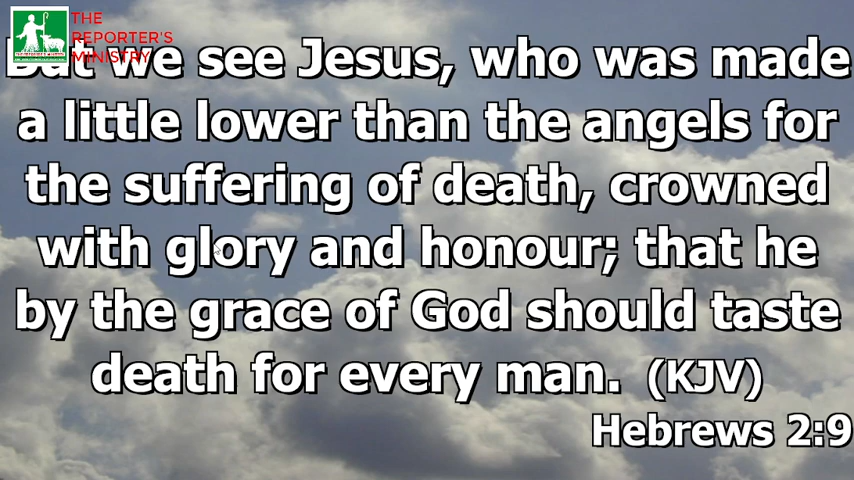 THE
REPORTER'S
MINISTRY
But we see Jesus, who was made
a little lower than the angels for
the suffering of death, crowned
with glory and honour; that he
by the grace of God should taste
death for every man. (KJV)
Hebrews 2:9